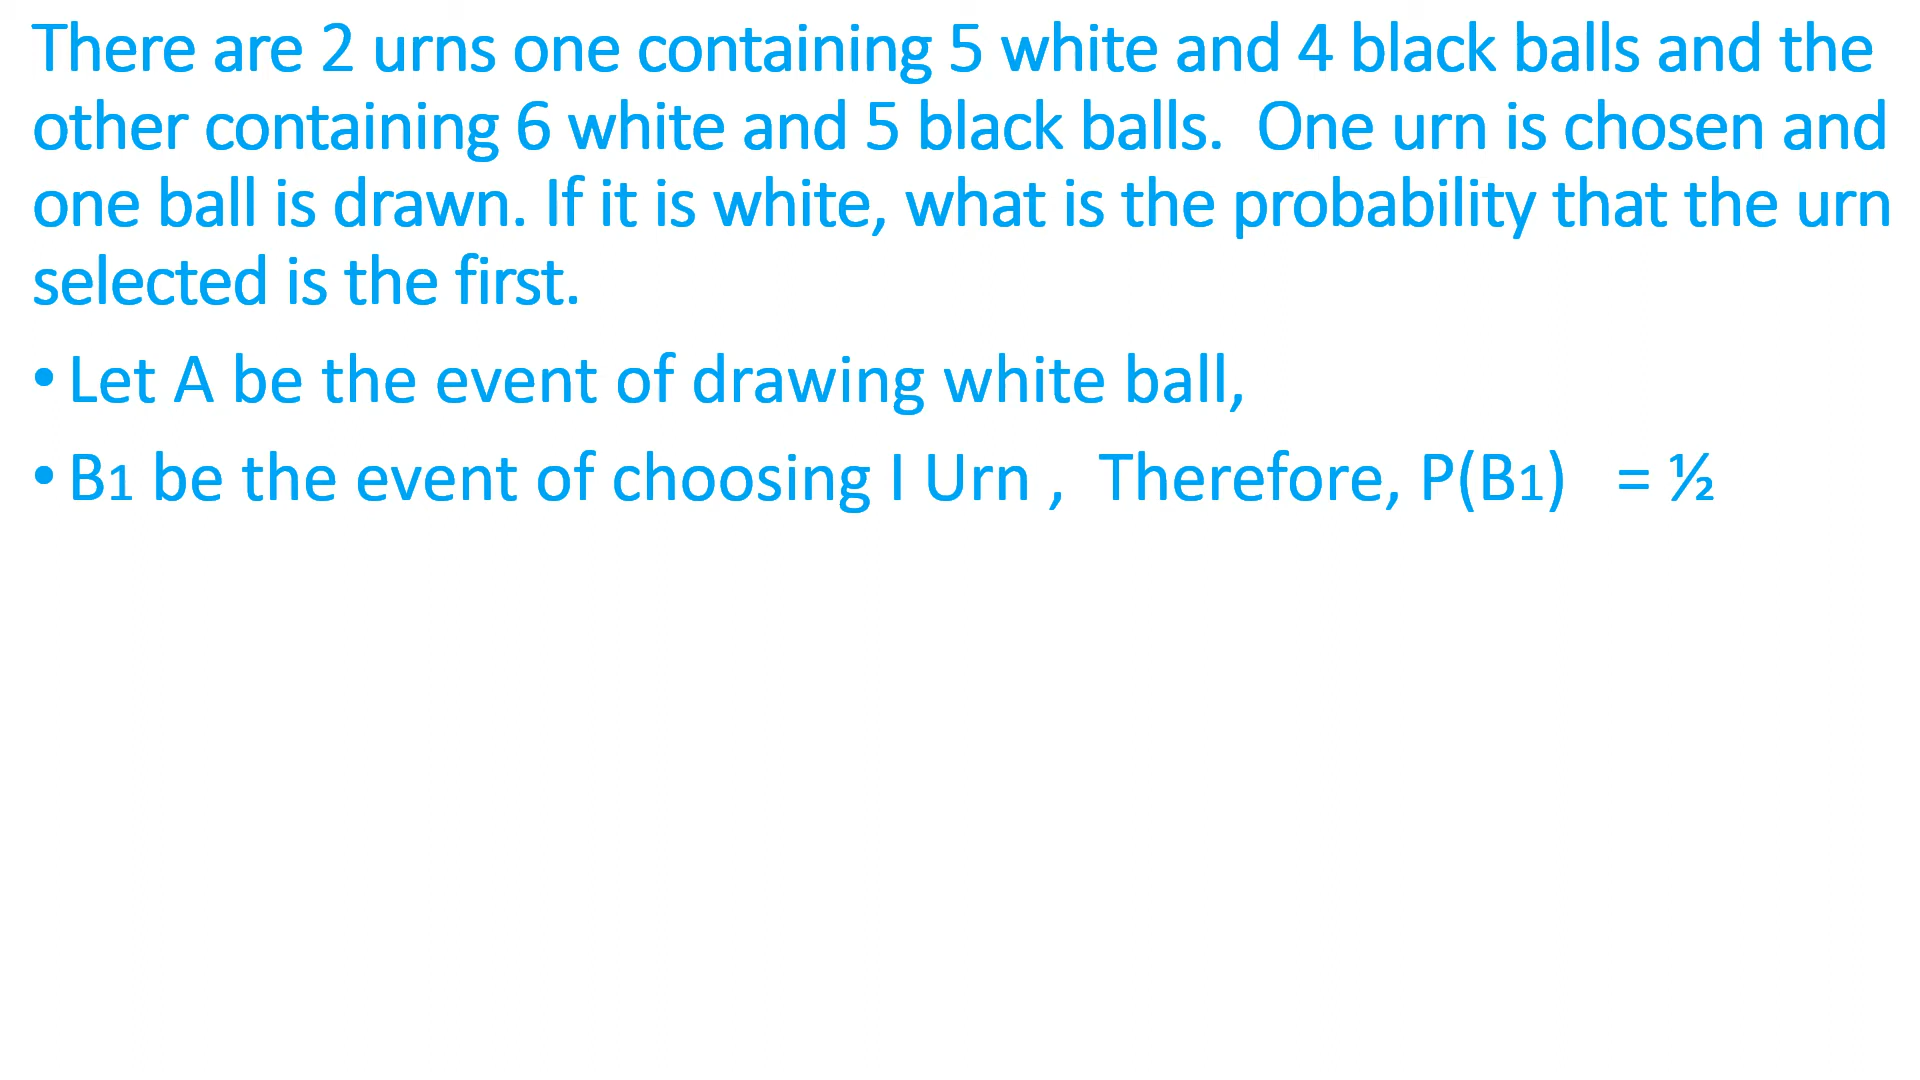 There are 2 urns one containing 5 white and 4 black balls and the
other containing 6 white and 5 black balls.  One urn is chosen and
one ball is drawn. If it is white, what is the probability that the urn
selected is the first.
• Let A be the event of drawing white ball,
• B1 be the event of choosing I Urn ,  Therefore, P(B1)   = ½